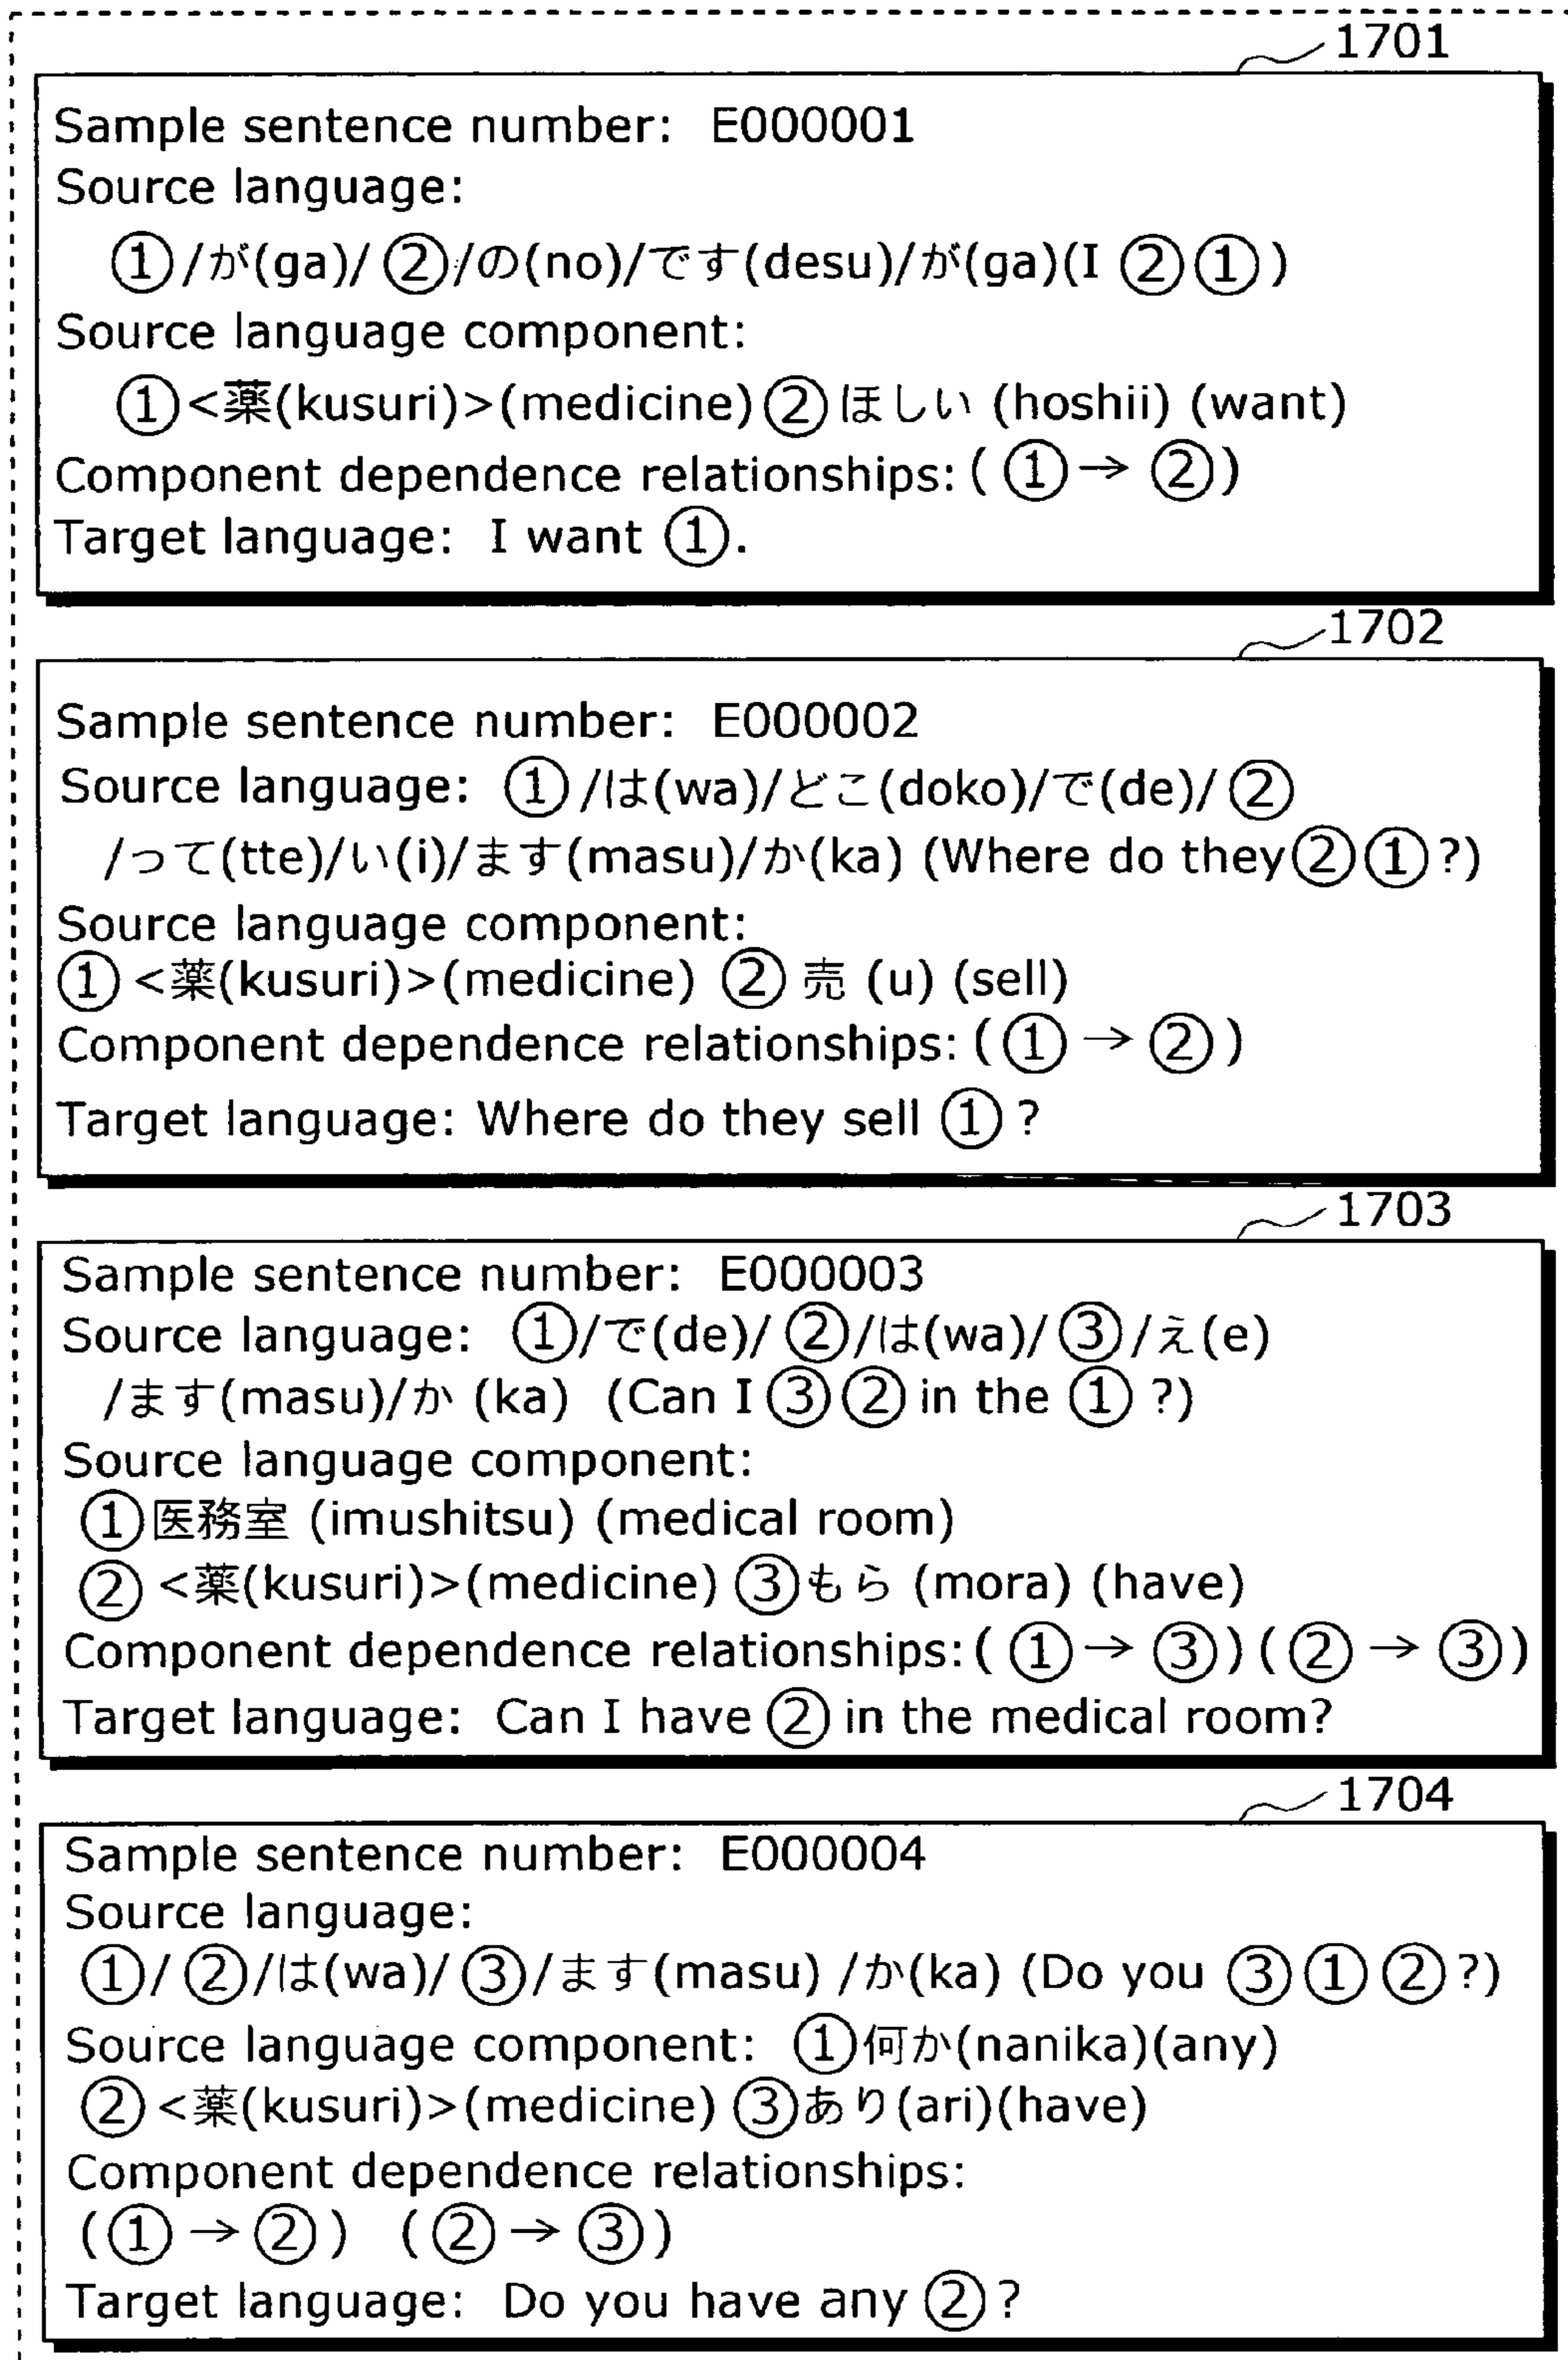 1701
Sample sentence number: E000001
Source language:
①/が(ga)/ ②/の(no)/です(desu)/が(ga)(I ②①)
Source language component:
①<薬(kusuri)>(medicine)②ほしい (hoshii) (want)
Component dependence relationships: (①→②)
Target language: I want ①.
1702
Sample sentence number: E000002
Source language: ①/は(wa)/どこ(doko)/で(de)/②
/って(tte)/い(i)/ます(masu)/か(ka) (Where do they②①?)
Source language component:
①<薬(kusuri)>(medicine) ②売 (u) (sell)
Component dependence relationships: (①→②)
Target language: Where do they sell ①?
1703
Sample sentence number: E000003
Source language: ①/で(de)/②/は(wa)/③/え(e)
/ます(masu)/か (ka) (Can I③②in the ①?)
Source language component:
①医務室 (imushitsu) (medical room)
②<薬(kusuri)>(medicine) ③もら (mora) (have)
Component dependence relationships: (①→③)(②→③)
Target language: Can I have ②in the medical room?
1704
Sample sentence number: E000004
Source language:
①/②/は(wa)/③/ます(masu) /か(ka) (Do you ③①②?)
Source language component: ①何か(nanika)(any)
②<薬(kusuri)>(medicine) ③あり(ari)(have)
Component dependence relationships:
(①→②) (②→③)
Target language: Do you have any ②?